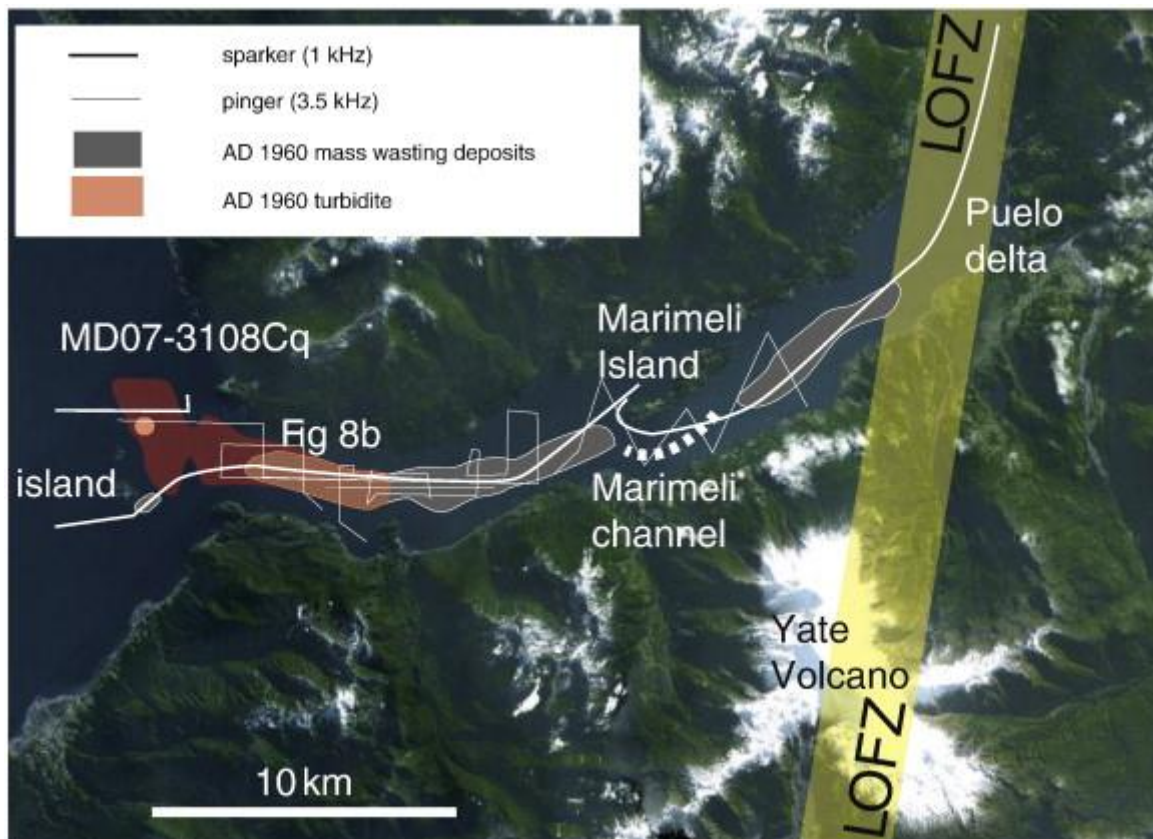 sparker (1 kHz)
pinger (3.5 kHz)
AD 1960 mass wasting deposits
AD 1960 turbidite
LOFZ
Puelo
delta
Marimeli
Island
MD07-3108Cq
Fig 8b
island
Marimeli
channel
Yate
Volcano
LOFZ
10 km